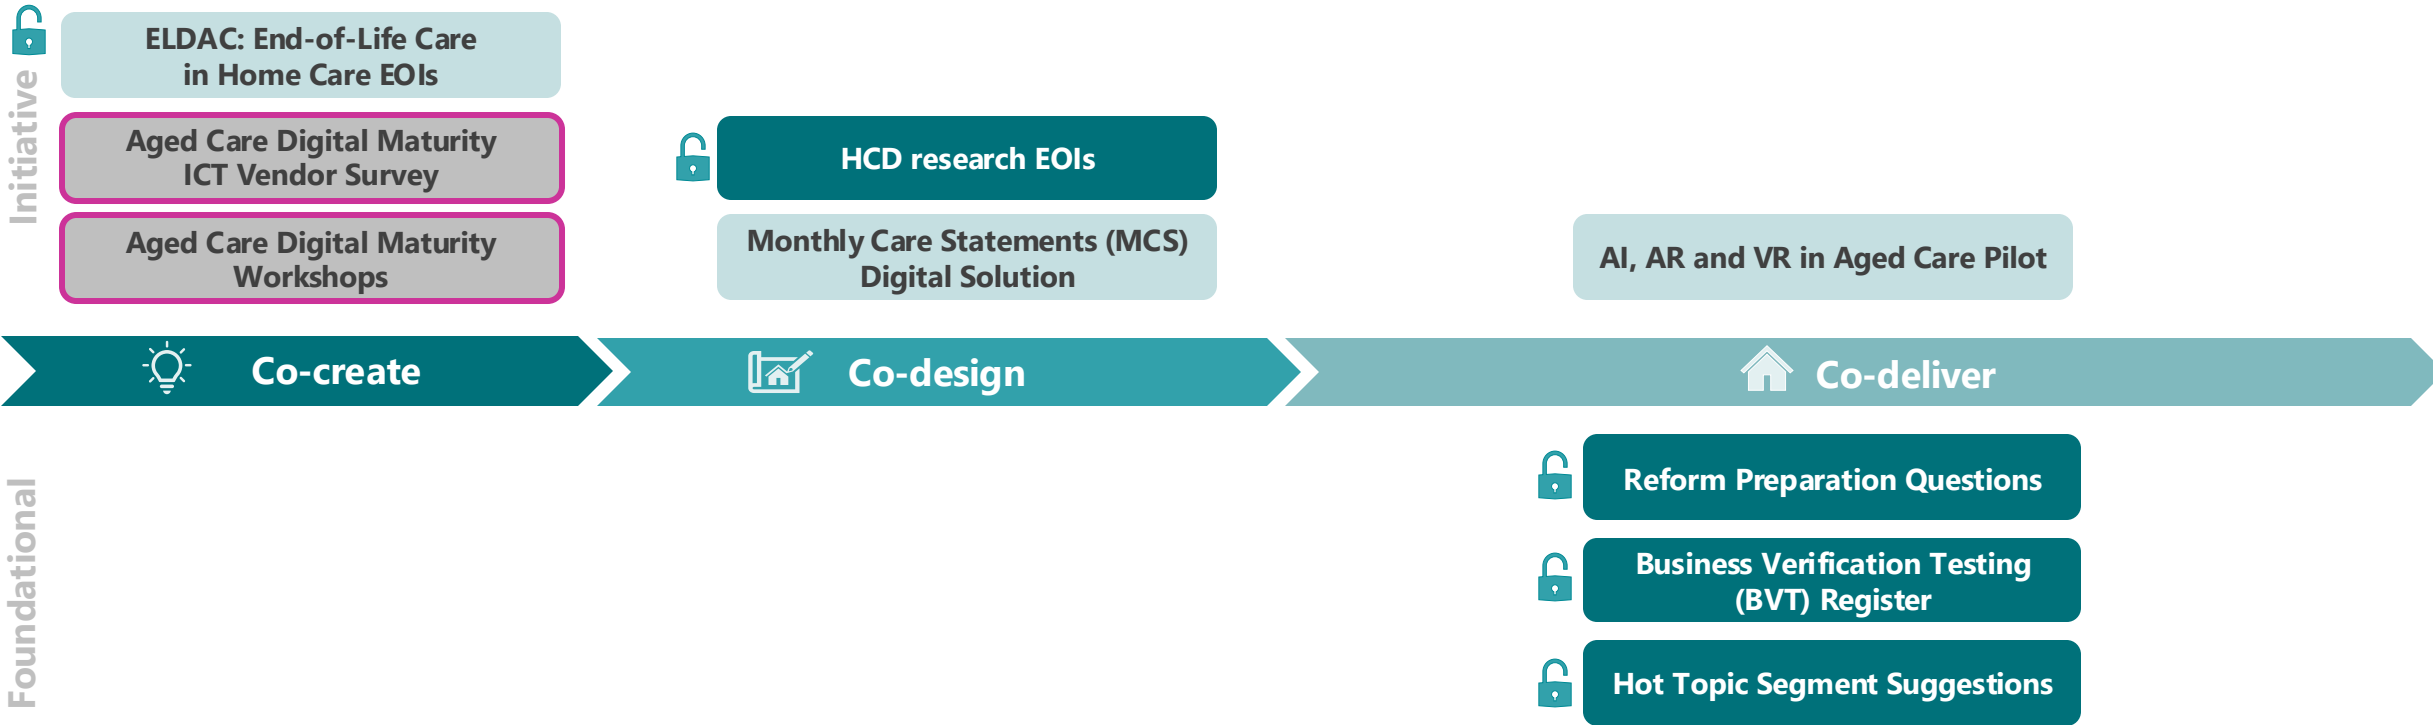 Initiative
ELDAC: End-of-Life Care
in Home Care EOIs
Aged Care Digital Maturity
ICT Vendor Survey
Aged Care Digital Maturity
Workshops
HCD research EOIs
Monthly Care Statements (MCS)
Digital Solution
AI, AR and VR in Aged Care Pilot
Co-create
Co-design
Co-deliver
Foundational
Reform Preparation Questions
Business Verification Testing
(BVT) Register
Hot Topic Segment Suggestions